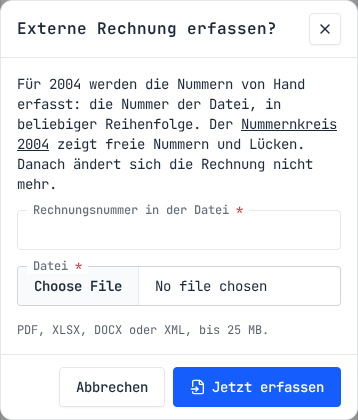 Externe Rechnung erfassen?
Für 2004 werden die Nummern von Hand
erfasst: die Nummer der Datei, in
beliebiger Reihenfolge. Der Nummernkreis
2004 zeigt freie Nummern und Lücken.
Danach ändert sich die Rechnung nicht
mehr.
Rechnungsnummer in der Datei *
Datei *
Choose File No file chosen
PDF, XLSX, DOCX oder XML, bis 25 MB.
Abbrechen Jetzt erfassen